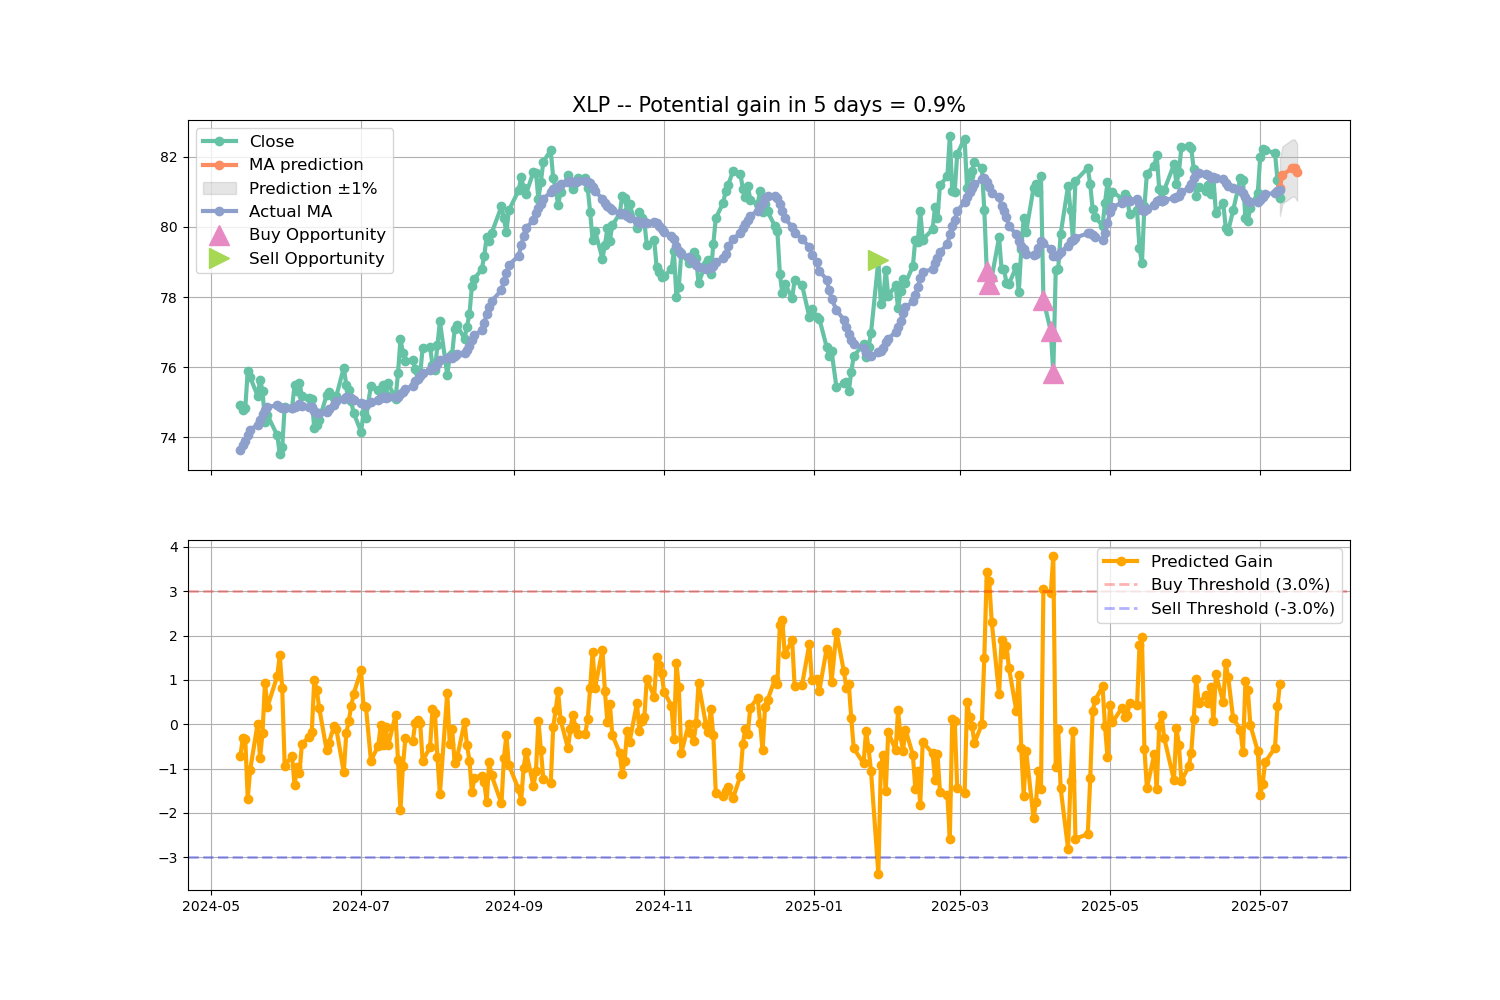 XLP -- Potential gain in 5 days = 0.9%
Close
MA prediction
Prediction ±1%
Actual MA
Buy Opportunity
Sell Opportunity
82
80
78
76
74
Predicted Gain
Buy Threshold (3.0%)
Sell Threshold (-3.0%)
4
3
2
1
0
−1
−2
−3
2024-05 2024-07 2024-09 2024-11 2025-01 2025-03 2025-05 2025-07